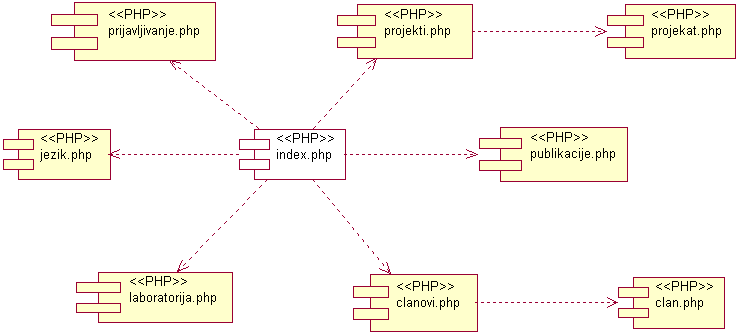 <<PHP>>
prijavljivanje.php
<<PHP>>
projekti.php
<<PHP>>
projekat.php
<<PHP>>
jezik.php
<<PHP>>
index.php
<<PHP>>
publikacije.php
<<PHP>>
laboratorija.php
<<PHP>>
clanovi.php
<<PHP>>
clan.php